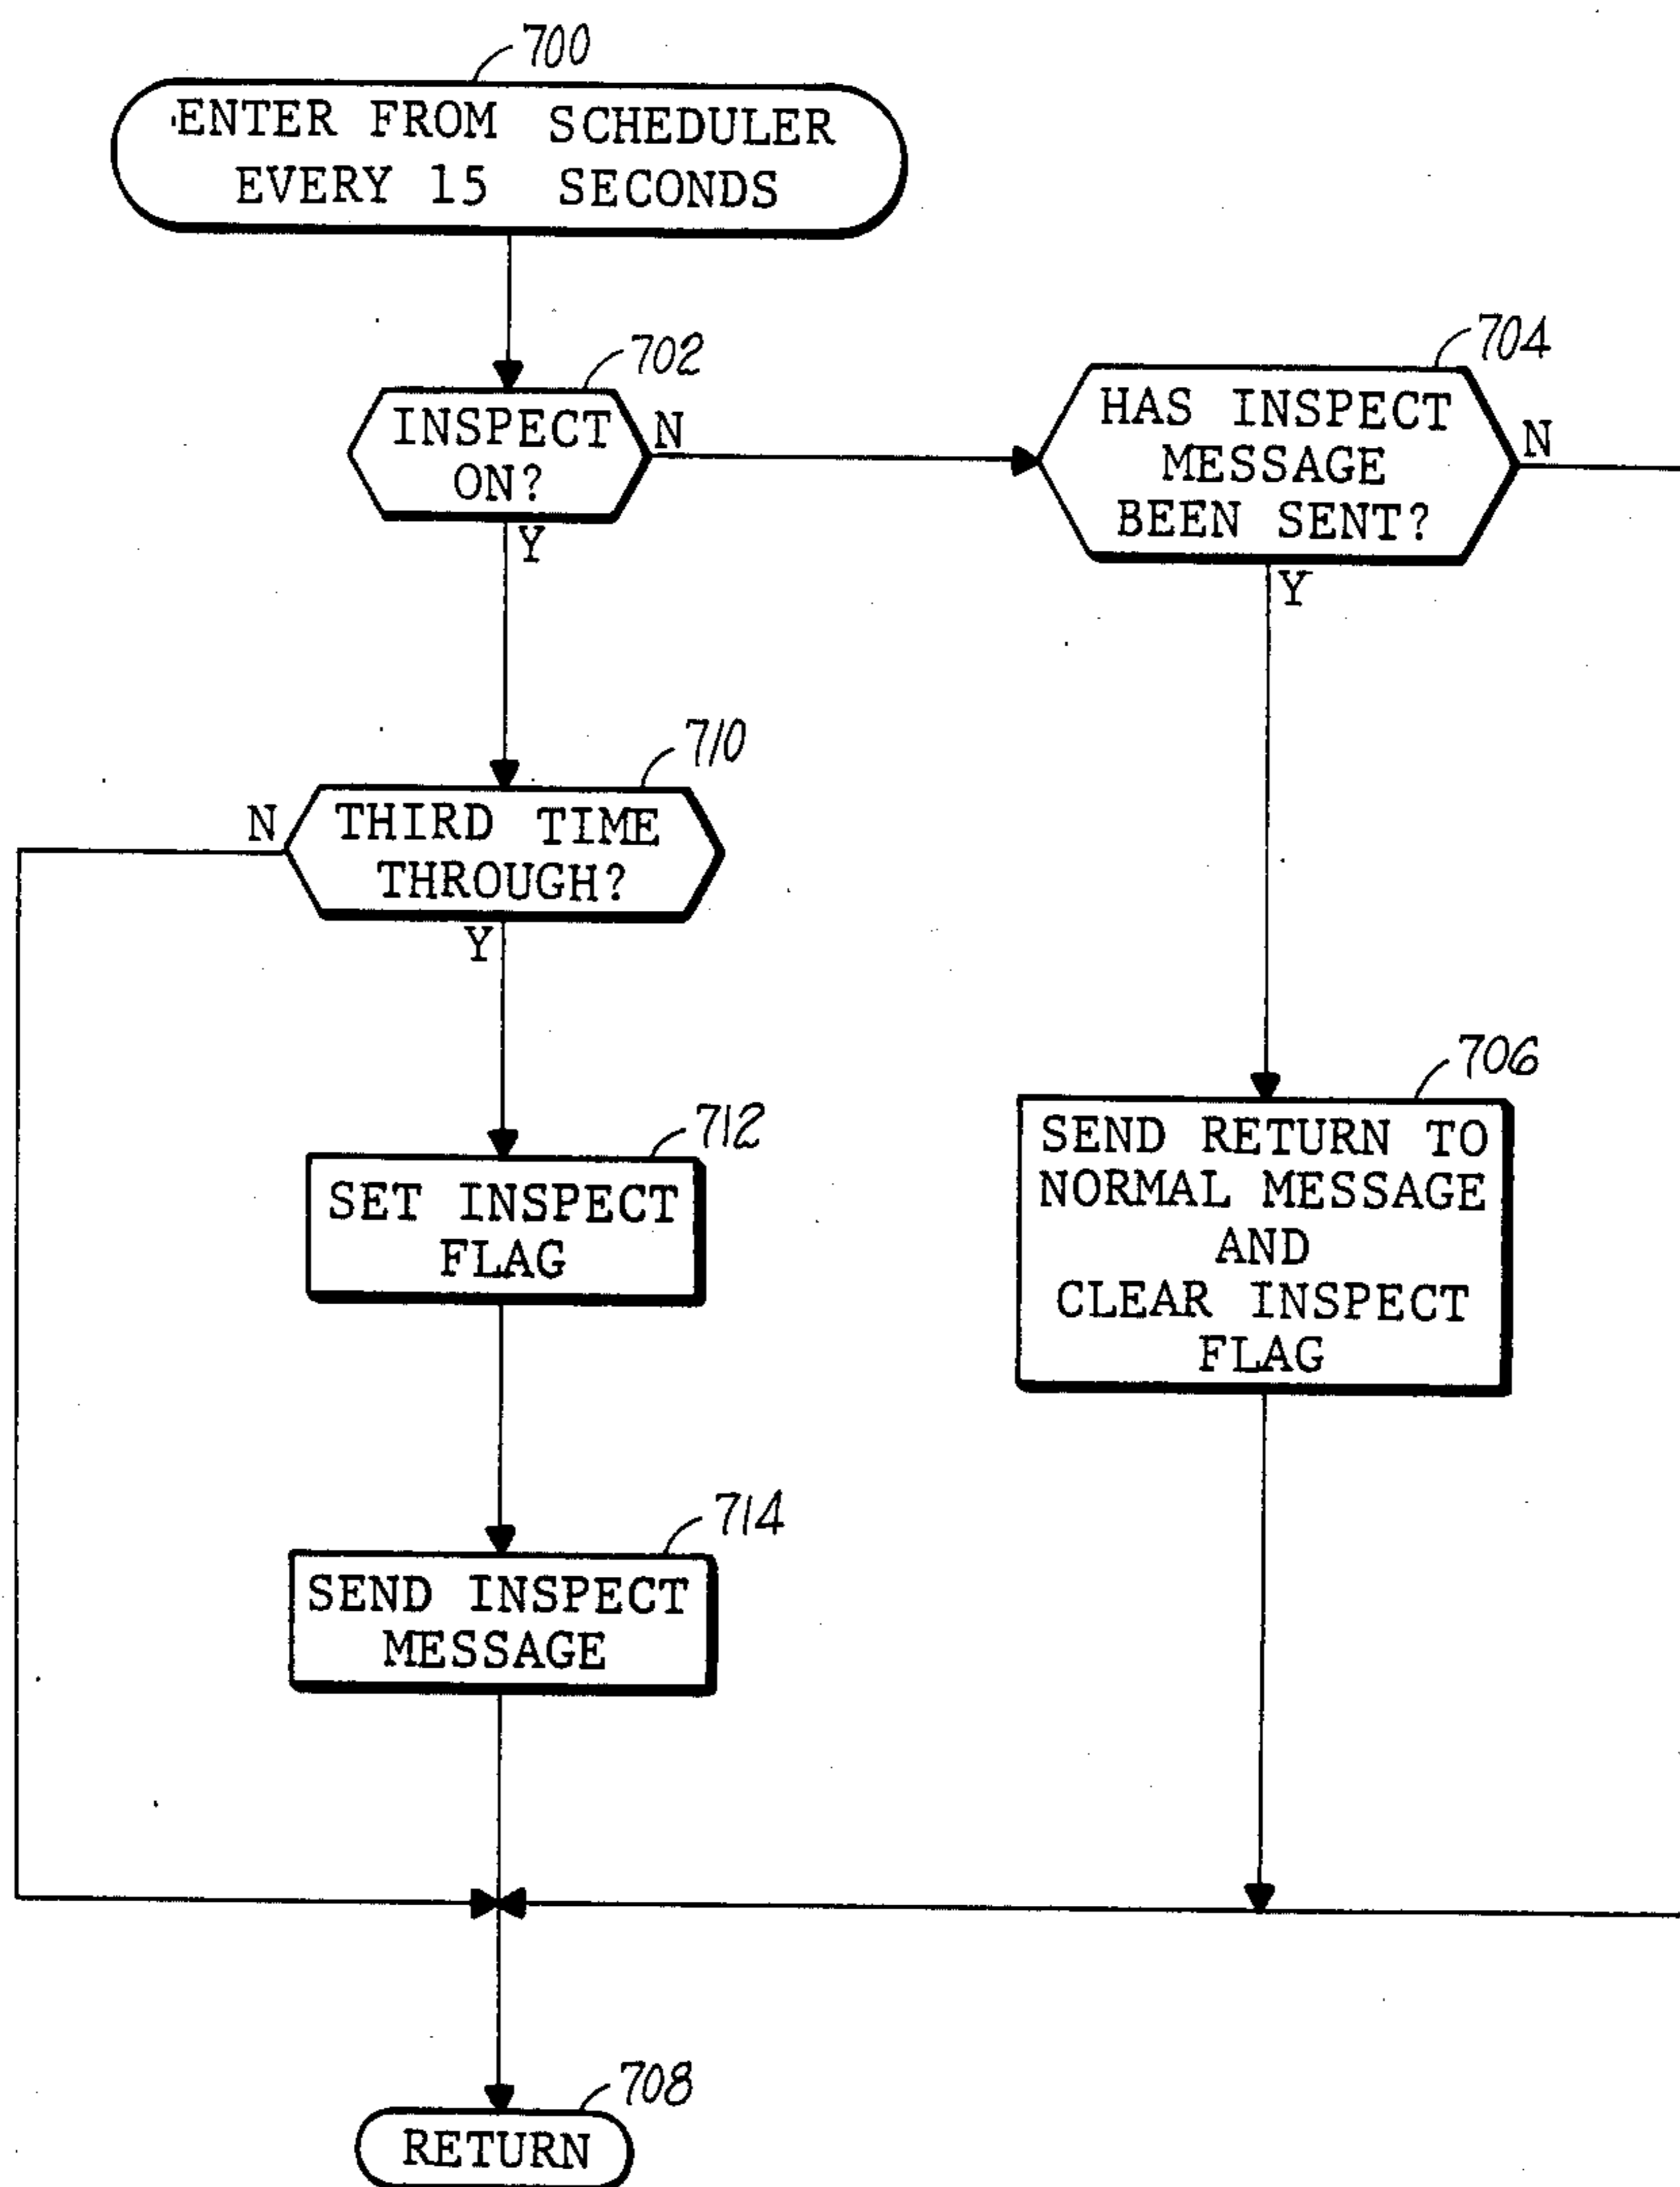 700
ENTER FROM SCHEDULER
EVERY 15 SECONDS
702
INSPECT
ON?
N
Y
704
HAS INSPECT
MESSAGE
BEEN SENT?
N
Y
710
THIRD TIME
THROUGH?
N
Y
712
SET INSPECT
FLAG
706
SEND RETURN TO
NORMAL MESSAGE
AND
CLEAR INSPECT
FLAG
714
SEND INSPECT
MESSAGE
708
RETURN